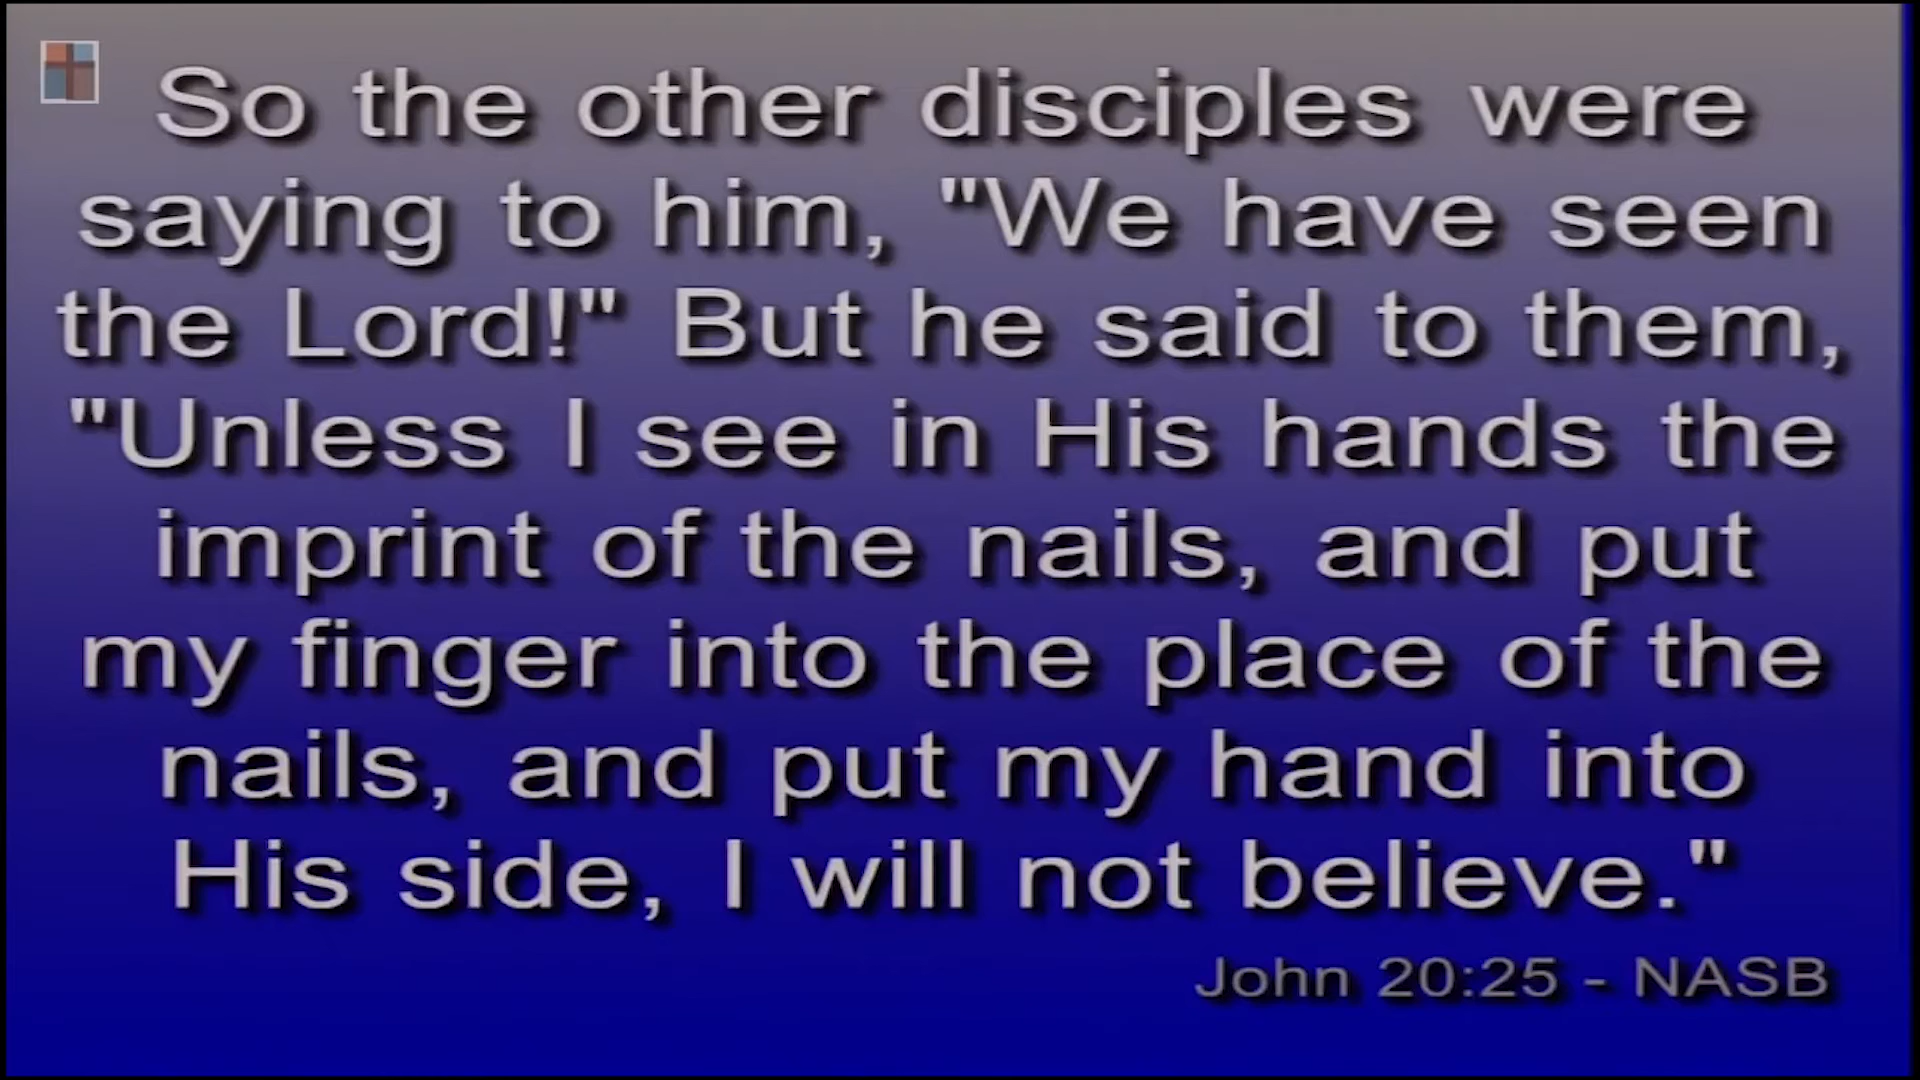 So the other disciples were
saying to him, "We have seen
the Lord!" But he said to them,
"Unless I see in His hands the
imprint of the nails, and put
my finger into the place of the
nails, and put my hand into
His side, I will not believe."
John 20:25 - NASB